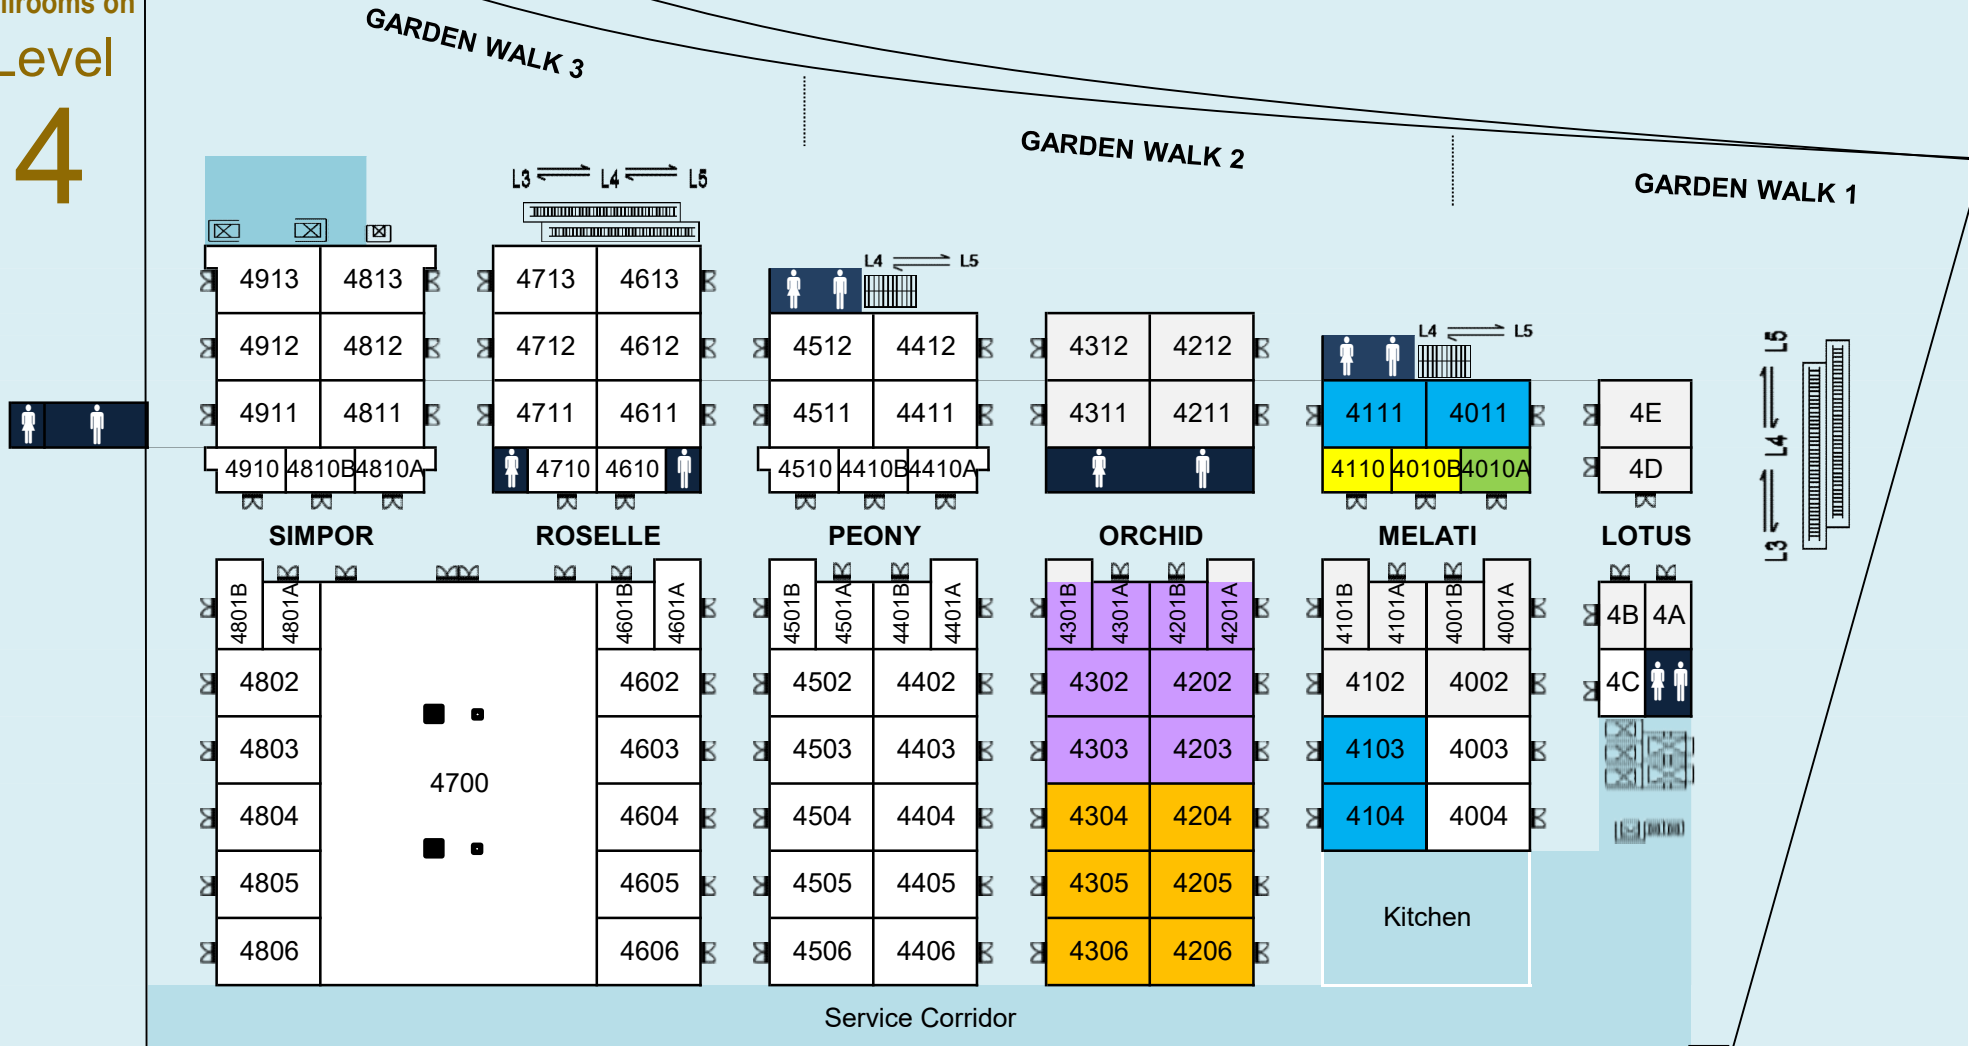 Level
4
GARDEN WALK 3
GARDEN WALK 2
GARDEN WALK 1
L3 L4 L5
L4 L5
L4 L5
L5
L4
L3
4913 4813 4713 4613
4912 4812 4712 4612 4512 4412 4312 4212
4911 4811 4711 4611 4511 4411 4311 4211 4111 4011 4E
4910 4810B 4810A 4710 4610 4510 4410B 4410A 4110 4010B 4010A 4D
SIMPOR ROSELLE PEONY ORCHID MELATI LOTUS
4801B 4801A 4601B 4601A 4501B 4501A 4401B 4401A 4301B 4301A 4201B 4201A 4101B 4101A 4001B 4001A 4B 4A
4802 4602 4502 4402 4302 4202 4102 4002 4C
4803 4603 4503 4403 4303 4203 4103 4003
4700
4804 4604 4504 4404 4304 4204 4104 4004
4805 4605 4505 4405 4305 4205
Kitchen
4806 4606 4506 4406 4306 4206
Service Corridor